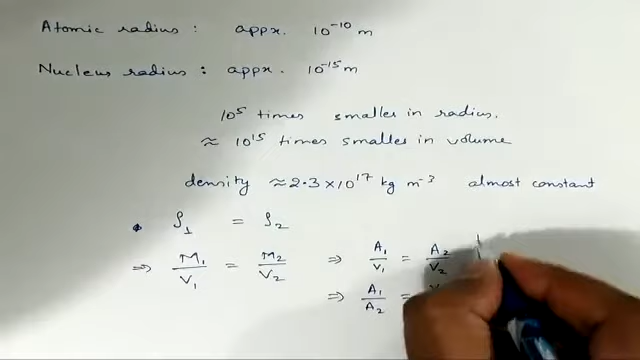 Atomic radius : appx. 10⁻¹⁰ m
Nucleus radius : appx. 10⁻¹⁵ m
10⁵ times smaller in radius.
≈ 10¹⁵ times smaller in volume
density ≈ 2.3 × 10¹⁷ kg m⁻³ almost constant
• ρ₁ = ρ₂
⇒ M₁/V₁ = M₂/V₂ ⇒ A₁/V₁ = A₂/V₂
⇒ A₁/A₂ =